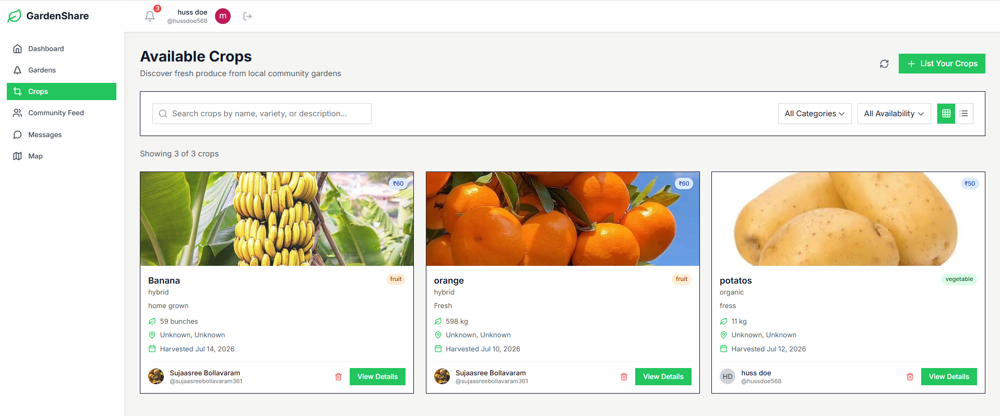 GardenShare
3
huss doe
@hussdoe568
m
Dashboard
Gardens
Crops
Community Feed
Messages
Map
Available Crops
Discover fresh produce from local community gardens
List Your Crops
Search crops by name, variety, or description...
All Categories
All Availability
Showing 3 of 3 crops
₹60
Banana
fruit
hybrid
home grown
59 bunches
Unknown, Unknown
Harvested Jul 14, 2026
Sujaasree Bollavaram
@sujaasreebollavaram361
View Details
₹60
orange
fruit
hybrid
Fresh
598 kg
Unknown, Unknown
Harvested Jul 10, 2026
Sujaasree Bollavaram
@sujaasreebollavaram361
View Details
₹50
potatos
vegetable
organic
fress
11 kg
Unknown, Unknown
Harvested Jul 12, 2026
HD
huss doe
@hussdoe568
View Details